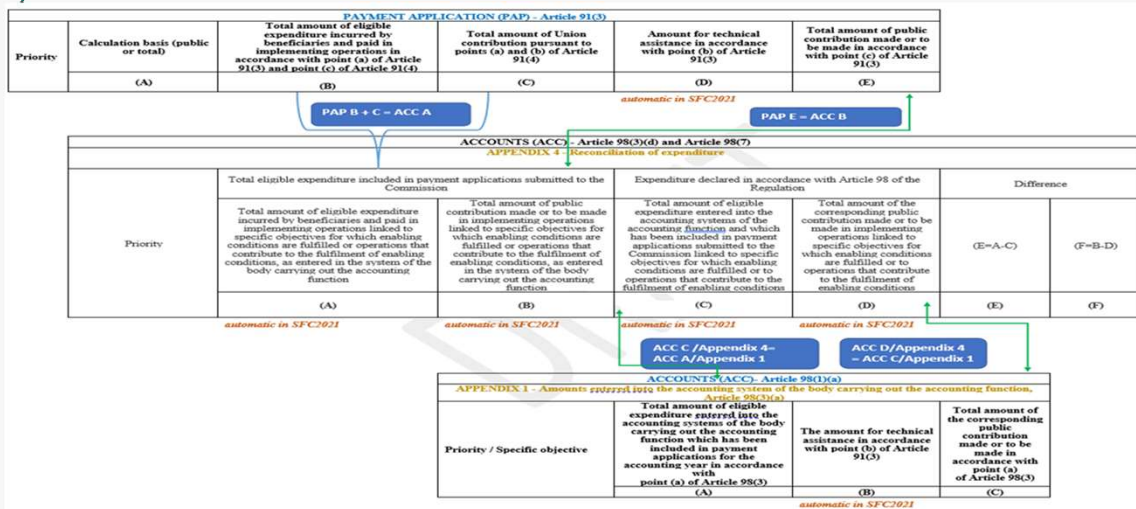 PAYMENT APPLICATION (PAP) - Article 91(3)
Priority
Calculation basis (public
or total)
Total amount of eligible
expenditure incurred by
beneficiaries and paid in
implementing operations in
accordance with point (a) of Article
91(3) and point (c) of Article 91(4)
Total amount of Union
contribution pursuant to
points (a) and (b) of Article
91(4)
Amount for technical
assistance in accordance
with point (b) of Article
91(3)
Total amount of public
contribution made or to
be made in accordance
with point (c) of Article
91(3)
(A)
(B)
(C)
(D)
(E)
automatic in SFC2021
PAP B + C = ACC A
PAP E = ACC B
ACCOUNTS (ACC) - Article 98(3)(d) and Article 98(7)
APPENDIX 4 - Reconciliation of expenditure
Priority
Total eligible expenditure included in payment applications submitted to the
Commission
Expenditure declared in accordance with Article 98 of the
Regulation
Difference
Total amount of eligible expenditure
incurred by beneficiaries and paid in
implementing operations linked to
specific objectives for which enabling
conditions are fulfilled or operations that
contribute to the fulfilment of enabling
conditions, as entered in the system of the
body carrying out the accounting
function
Total amount of public
contribution made or to be made
in implementing operations
linked to specific objectives for
which enabling conditions are
fulfilled or operations that
contribute to the fulfilment of
enabling conditions, as entered
in the system of the body
carrying out the accounting
function
Total amount of eligible
expenditure entered into the
accounting systems of the
accounting function and which
has been included in payment
applications submitted to the
Commission linked to specific
objectives for which enabling
conditions are fulfilled or to
operations that contribute to the
fulfilment of enabling conditions
Total amount of the
corresponding public
contribution made or to be
made in implementing
operations linked to
specific objectives for
which enabling conditions
are fulfilled or to
operations that contribute
to the fulfilment of
enabling conditions
(E=A-C)
(F=B-D)
(A)
(B)
(C)
(D)
(E)
(F)
automatic in SFC2021
automatic in SFC2021
automatic in SFC2021
automatic in SFC2021
ACC C /Appendix 4=
ACC A/Appendix 1
ACC D/Appendix 4
= ACC C/Appendix 1
ACCOUNTS (ACC)- Article 98(1)(a)
APPENDIX 1 - Amounts entered into the accounting system of the body carrying out the accounting function,
Article 98(3)(a)
Priority / Specific objective
Total amount of eligible
expenditure entered into the
accounting systems of the body
carrying out the accounting
function which has been
included in payment
applications for the
accounting year in accordance
with
point (a) of Article 98(3)
The amount for technical
assistance in accordance
with point (b) of Article
91(3)
Total amount of
the corresponding
public
contribution
made or to be
made in
accordance with
point (a)
of Article 98(3)
(A)
(B)
(C)
automatic in SFC2021